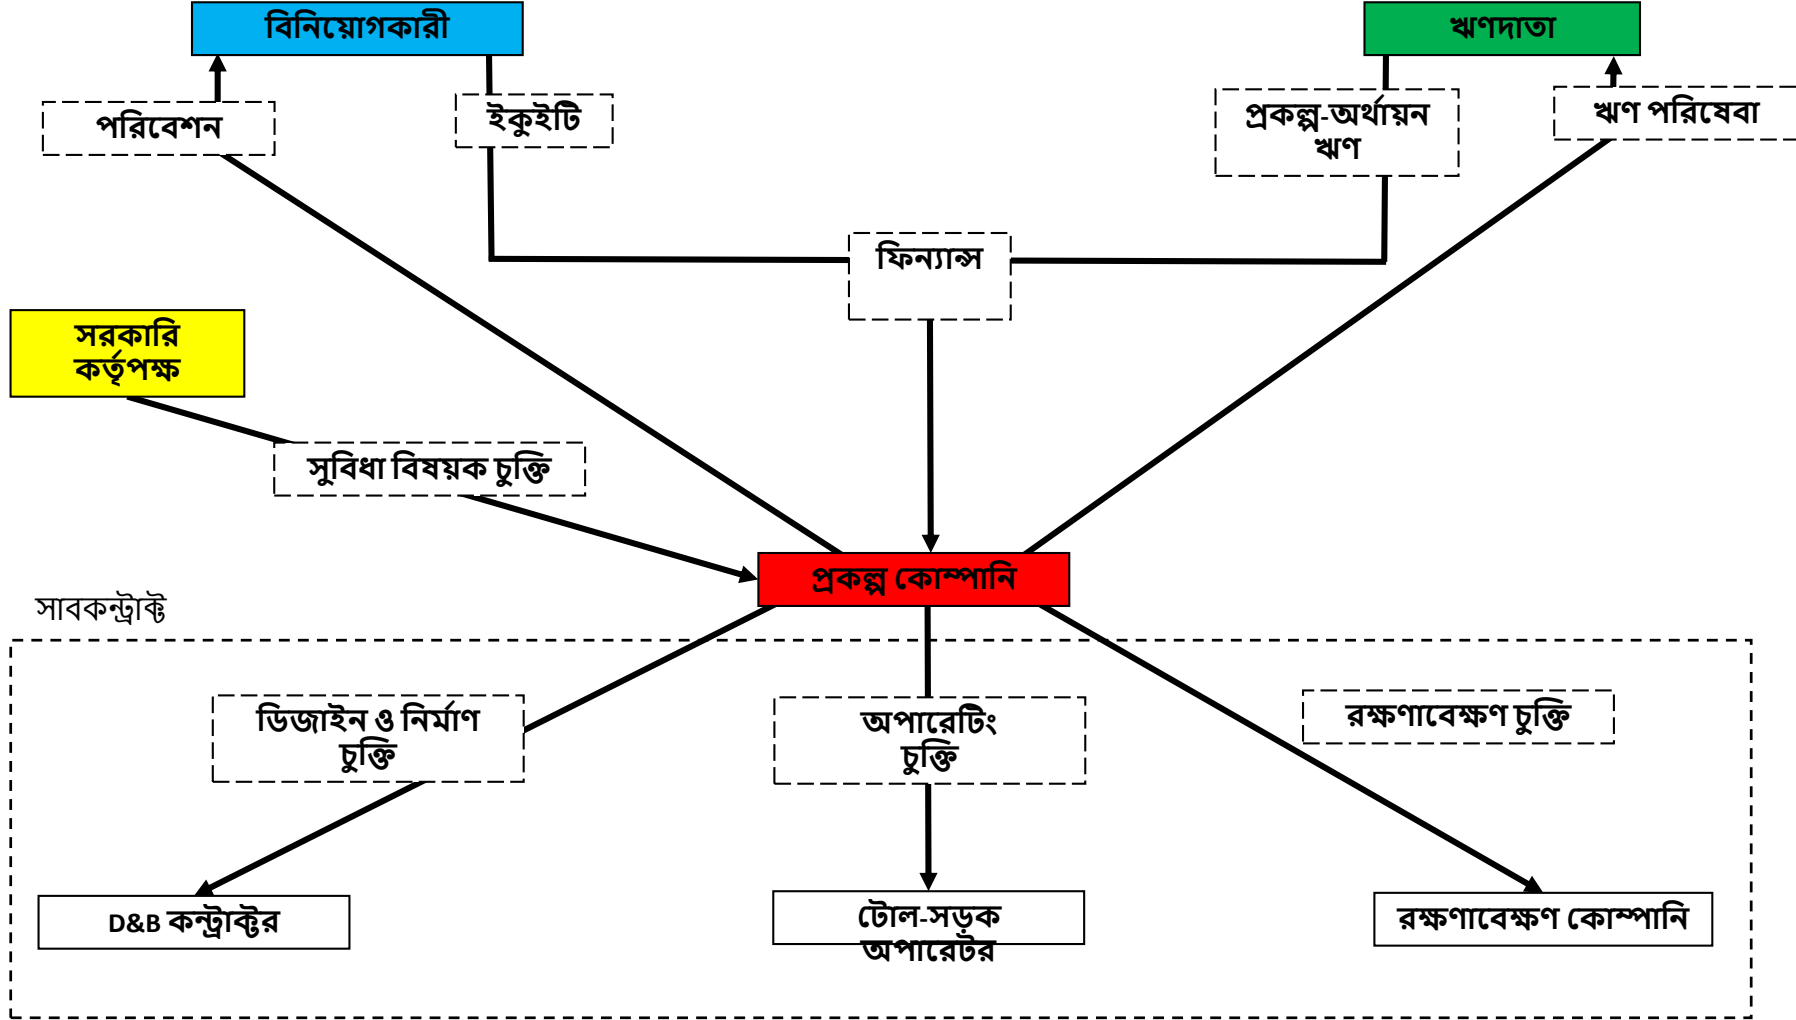 বিনিয়োগকারী
ঋণদাতা
পরিবেশন
ইকুইটি
প্রকল্প-অর্থায়ন
ঋণ
ঋণ পরিষেবা
ফিন্যান্স
সরকারি
কর্তৃপক্ষ
সুবিধা বিষয়ক চুক্তি
প্রকল্প কোম্পানি
সাবকন্ট্রাক্ট
ডিজাইন ও নির্মাণ
চুক্তি
অপারেটিং
চুক্তি
রক্ষণাবেক্ষণ চুক্তি
D&B কন্ট্রাক্টর
টোল-সড়ক
অপারেটর
রক্ষণাবেক্ষণ কোম্পানি